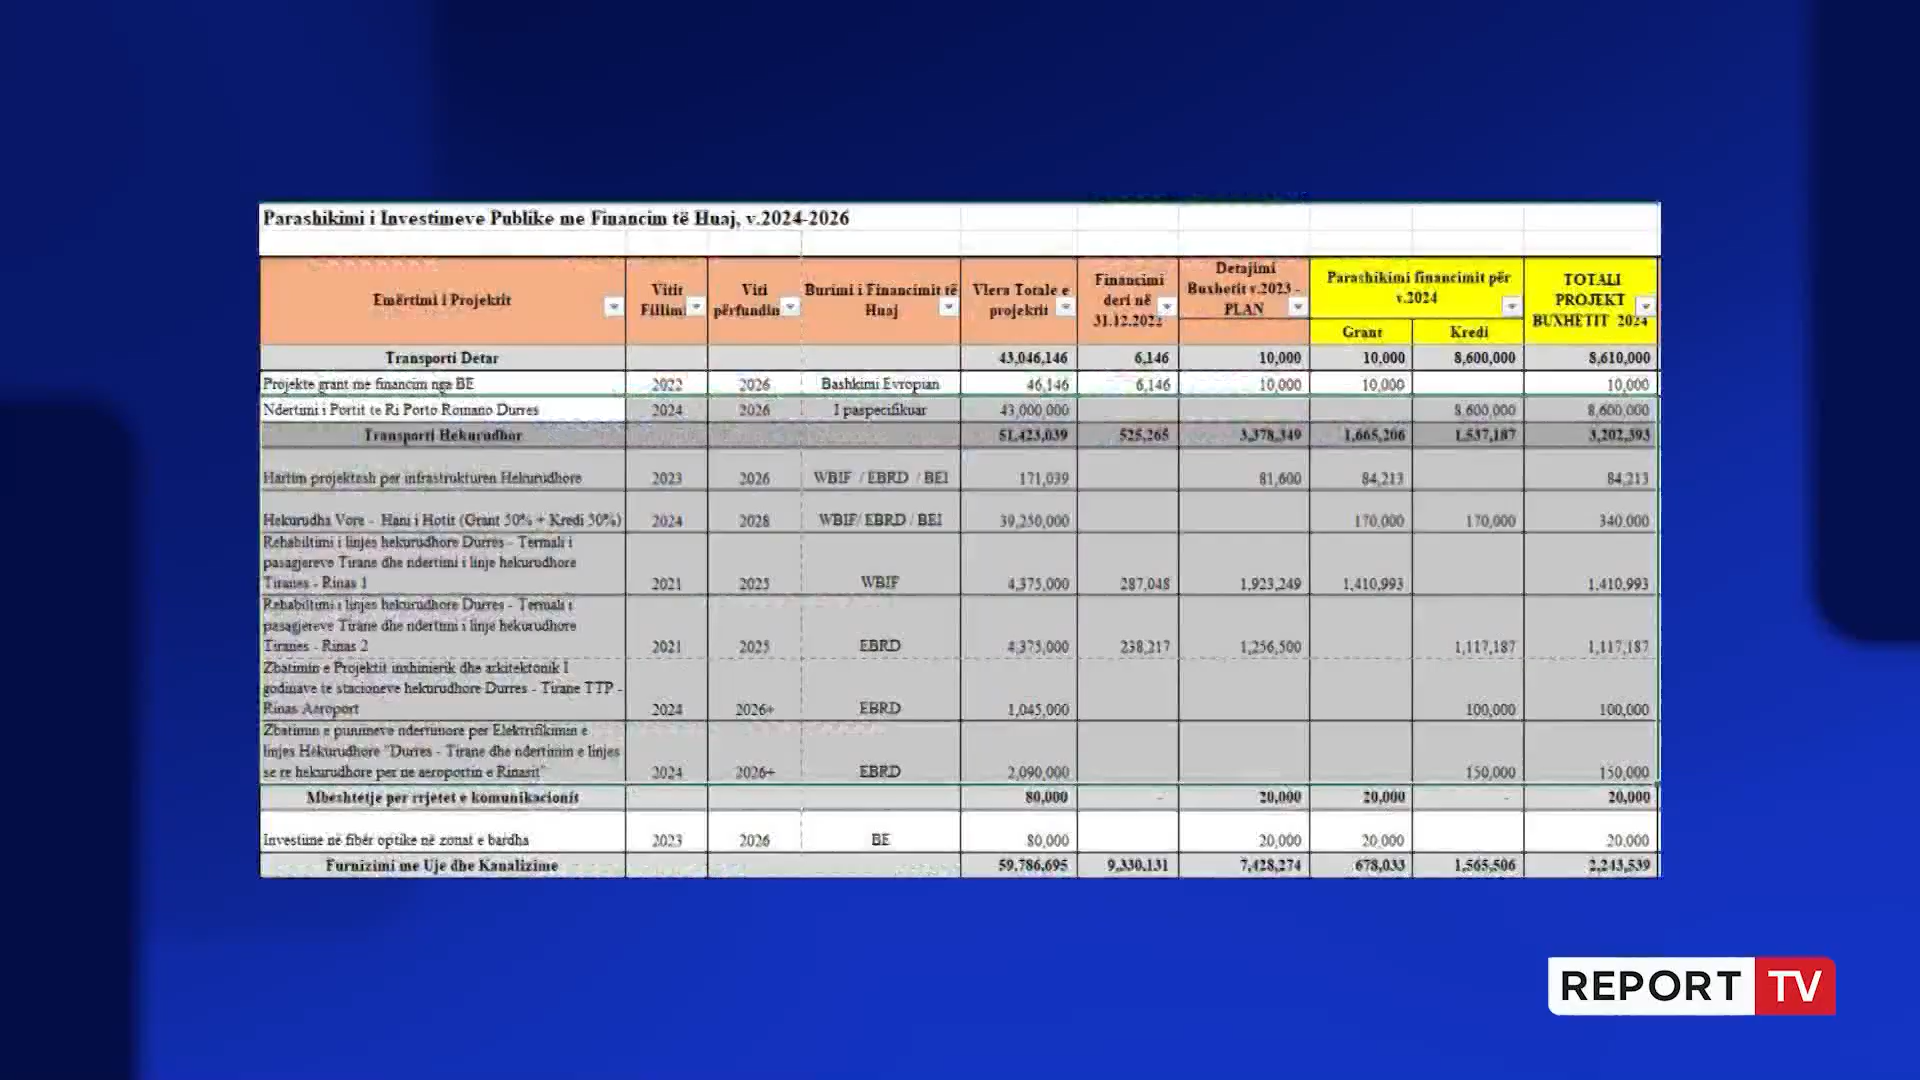 Parashikimi i Investimeve Publike me Financim të Huaj, v.2024-2026
Emërtimi i Projektit
Vitit Fillim
Viti përfundim
Burimi i Financimit të Huaj
Vlera Totale e projektit
Financimi deri në 31.12.2022
Detajimi Buxhetit v.2023 - PLAN
Parashikimi financimit për v.2024
Grant
Kredi
TOTALI PROJEKT BUXHETIT 2024
Transporti Detar 43,046,146 6,146 10,000 10,000 8,600,000 8,610,000
Projekte grant me financim nga BE 2022 2026 Bashkimi Evropian 46,146 6,146 10,000 10,000 10,000
Ndertimi i Portit te Ri Porto Romano Durres 2024 2026 I paspecifikuar 43,000,000 8,600,000 8,600,000
Transporti Hekurudhor 51,423,039 525,265 3,378,349 1,665,206 1,537,187 3,202,393
Hartim projektesh per infrastrukturen Hekurudhore 2023 2026 WBIF / EBRD / BEI 171,039 81,600 84,213 84,213
Hekurudha Vore - Hani i Hotit (Grant 50% + Kredi 50%) 2024 2028 WBIF/ EBRD / BEI 39,250,000 170,000 170,000 340,000
Rehabiltimi i linjes hekurudhore Durres - Termali i
pasagjereve Tirane dhe ndertimi i linje hekurudhore
Tiranes - Rinas 1 2021 2025 WBIF 4,375,000 287,048 1,923,249 1,410,993 1,410,993
Rehabiltimi i linjes hekurudhore Durres - Termali i
pasagjereve Tirane dhe ndertimi i linje hekurudhore
Tiranes - Rinas 2 2021 2025 EBRD 4,375,000 238,217 1,256,500 1,117,187 1,117,187
Zbatimin e Projektit inxhinierik dhe arkitektonik I
godinave te stacioneve hekurudhore Durres - Tirane TTP -
Rinas Aeroport 2024 2026+ EBRD 1,045,000 100,000 100,000
Zbatimin e punimeve ndertimore per Elektrifikimin e
linjes Hekurudhore "Durres - Tirane dhe ndertimin e linjes
se re hekurudhore per ne aeroportin e Rinasit" 2024 2026+ EBRD 2,090,000 150,000 150,000
Mbeshtetje per rrjetet e komunikacionit 80,000 - 20,000 20,000 - 20,000
Investime në fibër optike në zonat e bardha 2023 2026 BE 80,000 20,000 20,000 20,000
Furnizimi me Uje dhe Kanalizime 59,786,695 9,330,131 7,428,274 678,033 1,565,506 2,243,539
REPORT TV